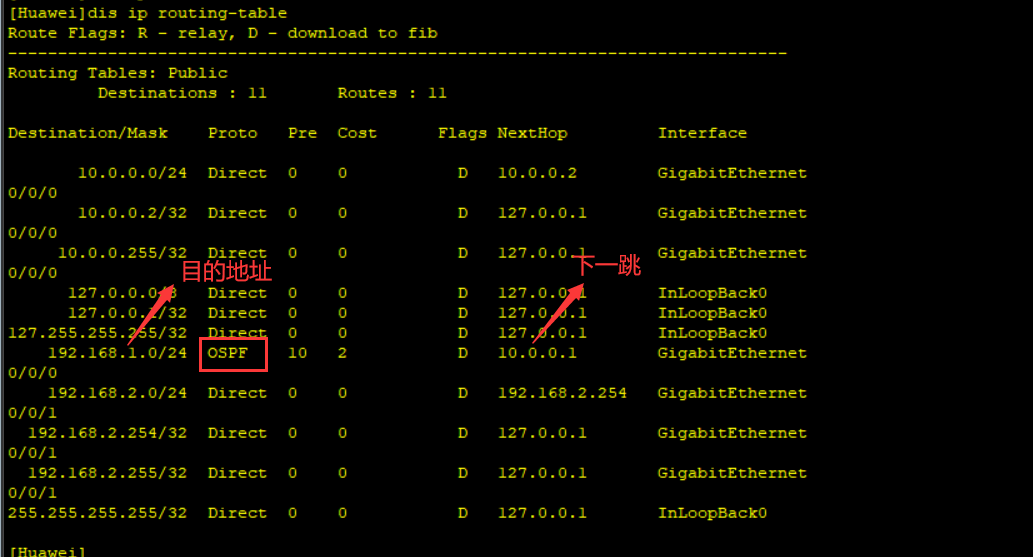 [Huawei]dis ip routing-table
Route Flags: R - relay, D - download to fib
------------------------------------------------------------------------------
Routing Tables: Public
Destinations : 11 Routes : 11
Destination/Mask Proto Pre Cost Flags NextHop Interface
10.0.0.0/24 Direct 0 0 D 10.0.0.2 GigabitEthernet
0/0/0
10.0.0.2/32 Direct 0 0 D 127.0.0.1 GigabitEthernet
0/0/0
10.0.0.255/32 Direct 0 0 D 127.0.0.1 GigabitEthernet
0/0/0
目的地址 下一跳
127.0.0.0/8 Direct 0 0 D 127.0.0.1 InLoopBack0
127.0.0.1/32 Direct 0 0 D 127.0.0.1 InLoopBack0
127.255.255.255/32 Direct 0 0 D 127.0.0.1 InLoopBack0
192.168.1.0/24 OSPF 10 2 D 10.0.0.1 GigabitEthernet
0/0/0
192.168.2.0/24 Direct 0 0 D 192.168.2.254 GigabitEthernet
0/0/1
192.168.2.254/32 Direct 0 0 D 127.0.0.1 GigabitEthernet
0/0/1
192.168.2.255/32 Direct 0 0 D 127.0.0.1 GigabitEthernet
0/0/1
255.255.255.255/32 Direct 0 0 D 127.0.0.1 InLoopBack0
[Huawei]